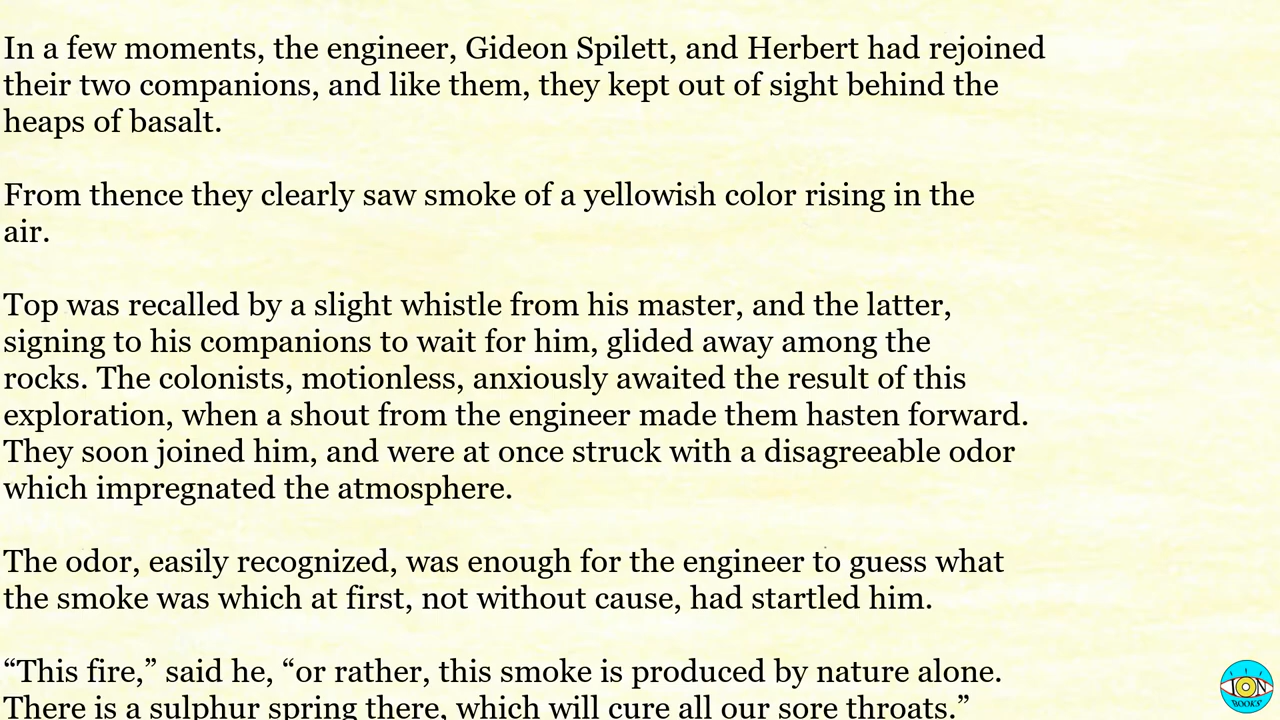 In a few moments, the engineer, Gideon Spilett, and Herbert had rejoined
their two companions, and like them, they kept out of sight behind the
heaps of basalt.
From thence they clearly saw smoke of a yellowish color rising in the
air.
Top was recalled by a slight whistle from his master, and the latter,
signing to his companions to wait for him, glided away among the
rocks. The colonists, motionless, anxiously awaited the result of this
exploration, when a shout from the engineer made them hasten forward.
They soon joined him, and were at once struck with a disagreeable odor
which impregnated the atmosphere.
The odor, easily recognized, was enough for the engineer to guess what
the smoke was which at first, not without cause, had startled him.
“This fire,” said he, “or rather, this smoke is produced by nature alone.
There is a sulphur spring there, which will cure all our sore throats.”
ION
BOOKS